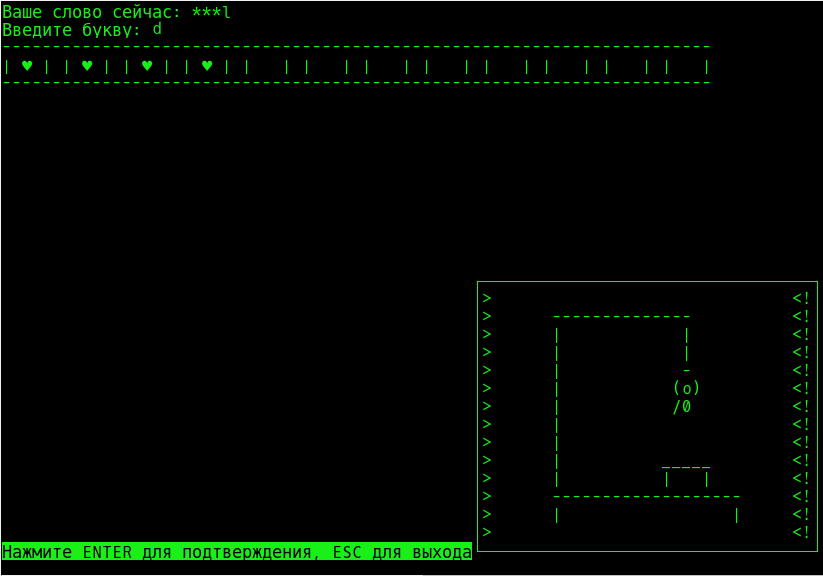 Ваше слово сейчас: ***l
Введите букву: d
-----------------------------------------------------------------------
| ♥ | | ♥ | | ♥ | | ♥ | |   | |   | |   | |   | |   | |   | |   | |   |
-----------------------------------------------------------------------
>                              <!
>      --------------          <!
>      |            |          <!
>      |            |          <!
>      |            -          <!
>      |           (o)         <!
>      |           /0          <!
>      |                       <!
>      |                       <!
>      |          _____        <!
>      |          |   |        <!
>      -------------------     <!
>      |                 |     <!
>                              <!
Нажмите ENTER для подтверждения, ESC для выхода